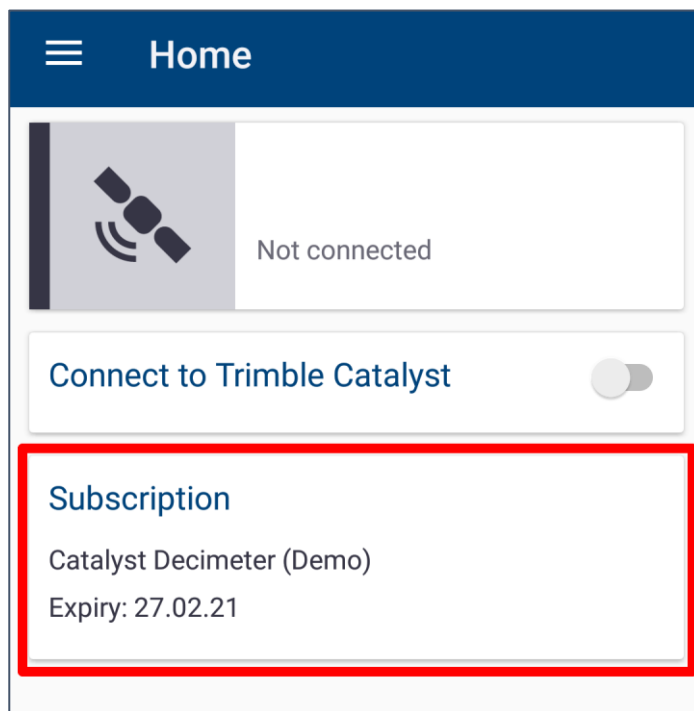 Home
Not connected
Connect to Trimble Catalyst
Subscription
Catalyst Decimeter (Demo)
Expiry: 27.02.21